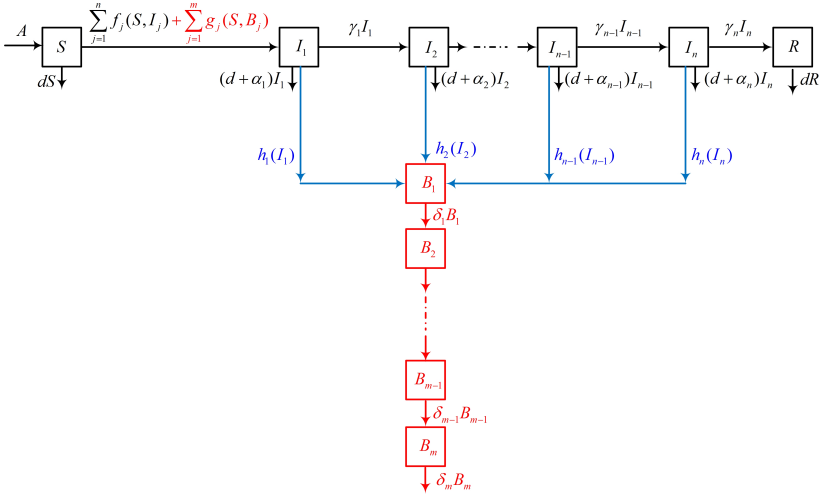 A
S
∑_{j=1}^{n} f_j(S, I_j) + ∑_{j=1}^{m} g_j(S, B_j)
I_1
γ_1 I_1
I_2
I_{n−1}
γ_{n−1} I_{n−1}
I_n
γ_n I_n
R
dS
(d+α_1)I_1
(d+α_2)I_2
(d+α_{n−1})I_{n−1}
(d+α_n)I_n
dR
h_1(I_1)
h_2(I_2)
h_{n−1}(I_{n−1})
h_n(I_n)
B_1
δ_1 B_1
B_2
B_{m−1}
δ_{m−1} B_{m−1}
B_m
δ_m B_m